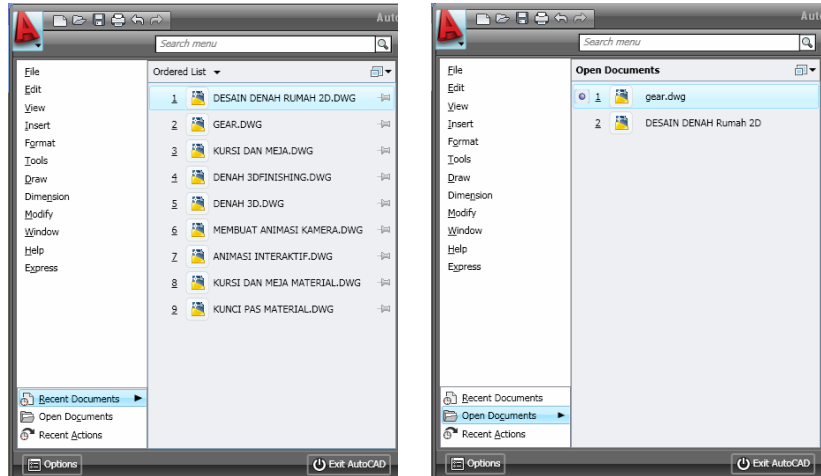 Auto
Search menu
File
Edit
View
Insert
Format
Tools
Draw
Dimension
Modify
Window
Help
Express
Ordered List
1 DESAIN DENAH RUMAH 2D.DWG
2 GEAR.DWG
3 KURSI DAN MEJA.DWG
4 DENAH 3DFINISHING.DWG
5 DENAH 3D.DWG
6 MEMBUAT ANIMASI KAMERA.DWG
7 ANIMASI INTERAKTIF.DWG
8 KURSI DAN MEJA MATERIAL.DWG
9 KUNCI PAS MATERIAL.DWG
Recent Documents
Open Documents
Recent Actions
Options
Exit AutoCAD
Aut
Search menu
File
Edit
View
Insert
Format
Tools
Draw
Dimension
Modify
Window
Help
Express
Open Documents
1 gear.dwg
2 DESAIN DENAH Rumah 2D
Recent Documents
Open Documents
Recent Actions
Options
Exit AutoCAD